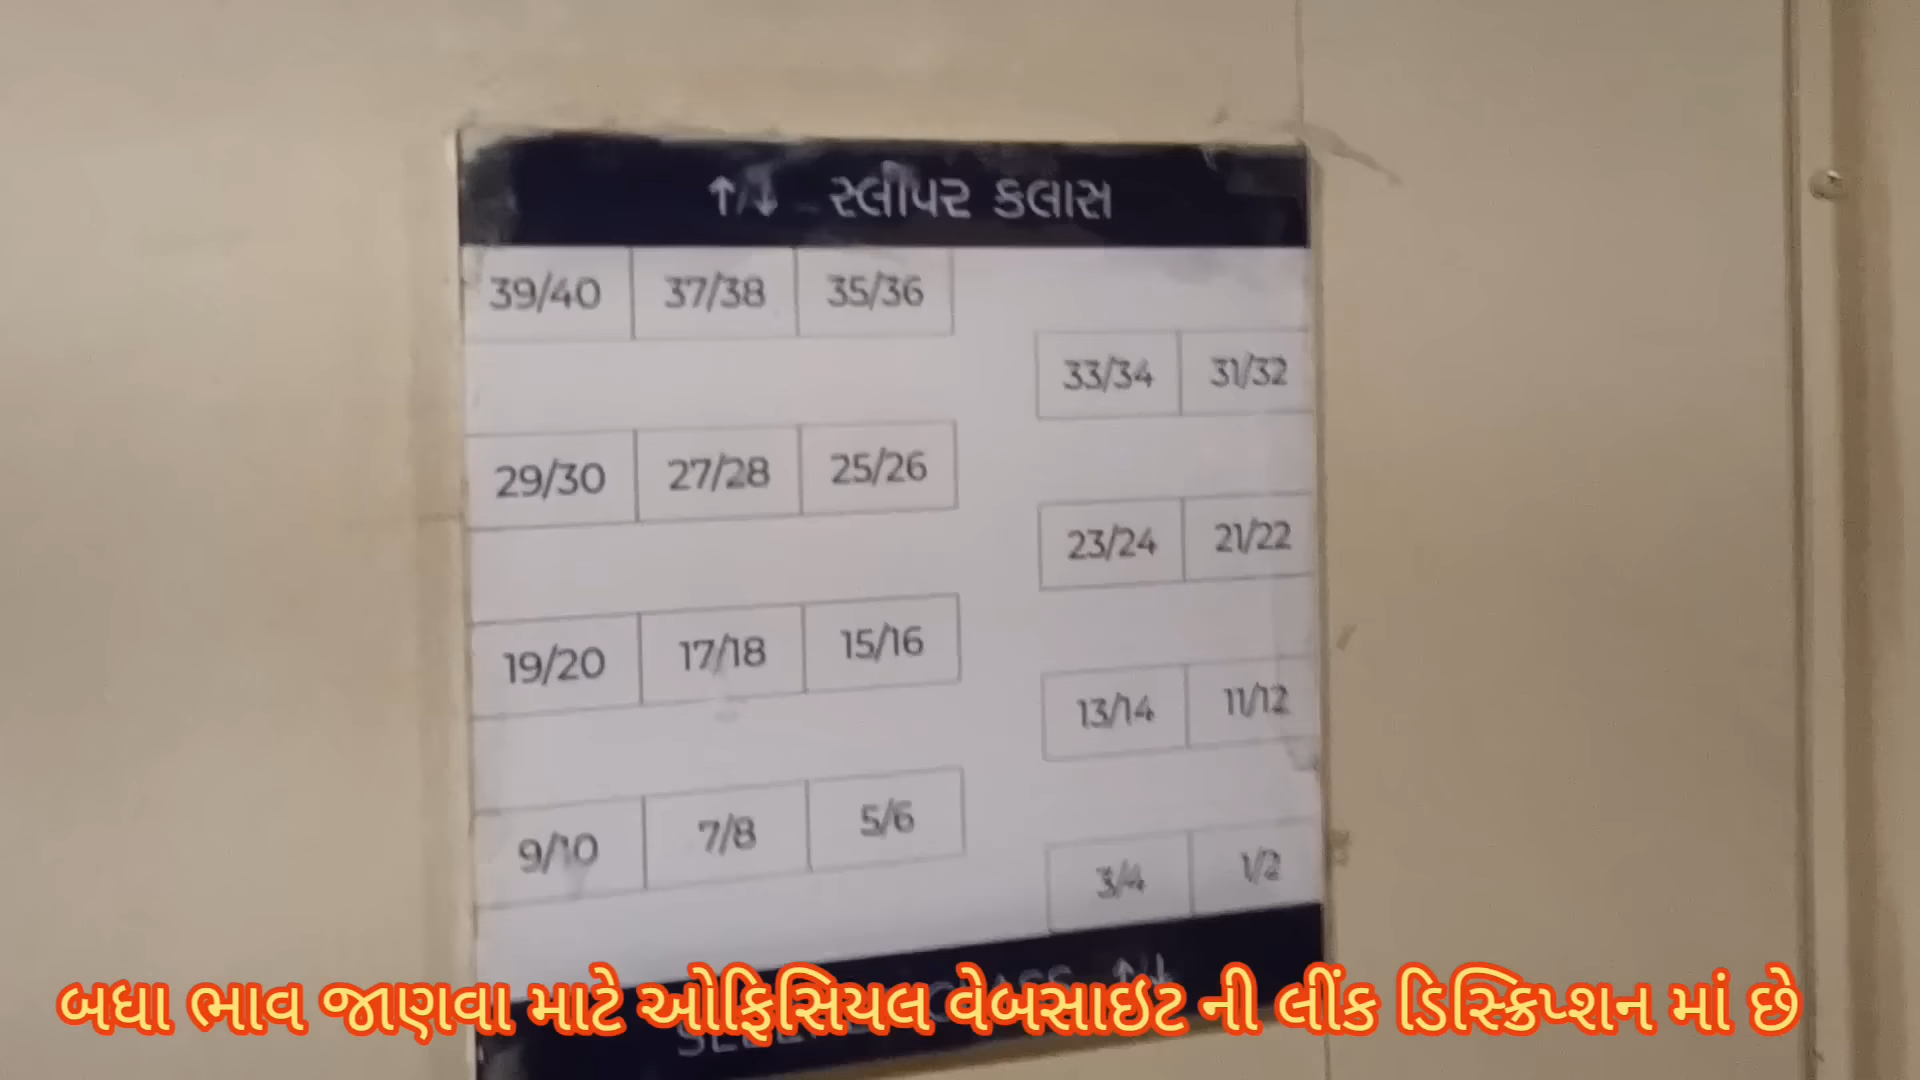 ↑/↓ સ્લીપર ક્લાસ
39/40 37/38 35/36
33/34 31/32
29/30 27/28 25/26
23/24 21/22
19/20 17/18 15/16
13/14 11/12
9/10 7/8 5/6
3/4 1/2
બધા ભાવ જાણવા માટે ઓફિસિયલ વેબસાઇટ ની લીંક ડિસ્ક્રિપ્શન માં છે